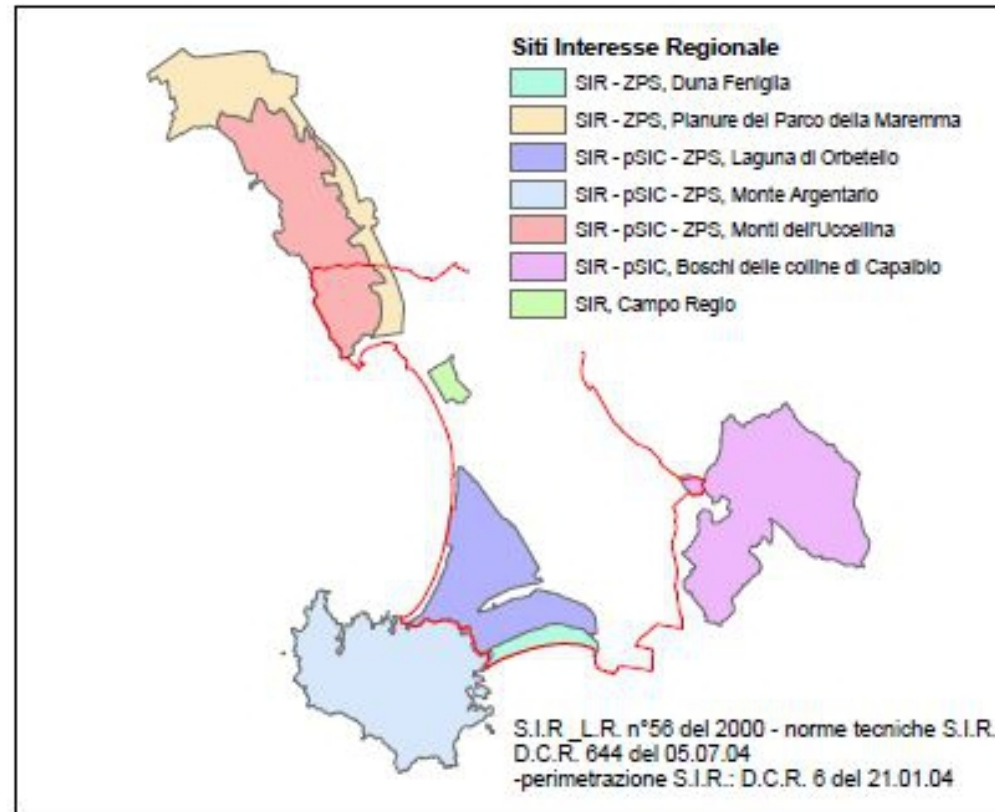 Siti Interesse Regionale
SIR - ZPS, Duna Feniglia
SIR - ZPS, Pianure del Parco della Maremma
SIR - pSIC - ZPS, Laguna di Orbetello
SIR - pSIC - ZPS, Monte Argentario
SIR - pSIC - ZPS, Monti dell'Uccellina
SIR - pSIC, Boschi delle colline di Capalbio
SIR, Campo Regio
S.I.R._L.R. n°56 del 2000 - norme tecniche S.I.R.
D.C.R. 644 del 05.07.04
-perimetrazione S.I.R.: D.C.R. 6 del 21.01.04